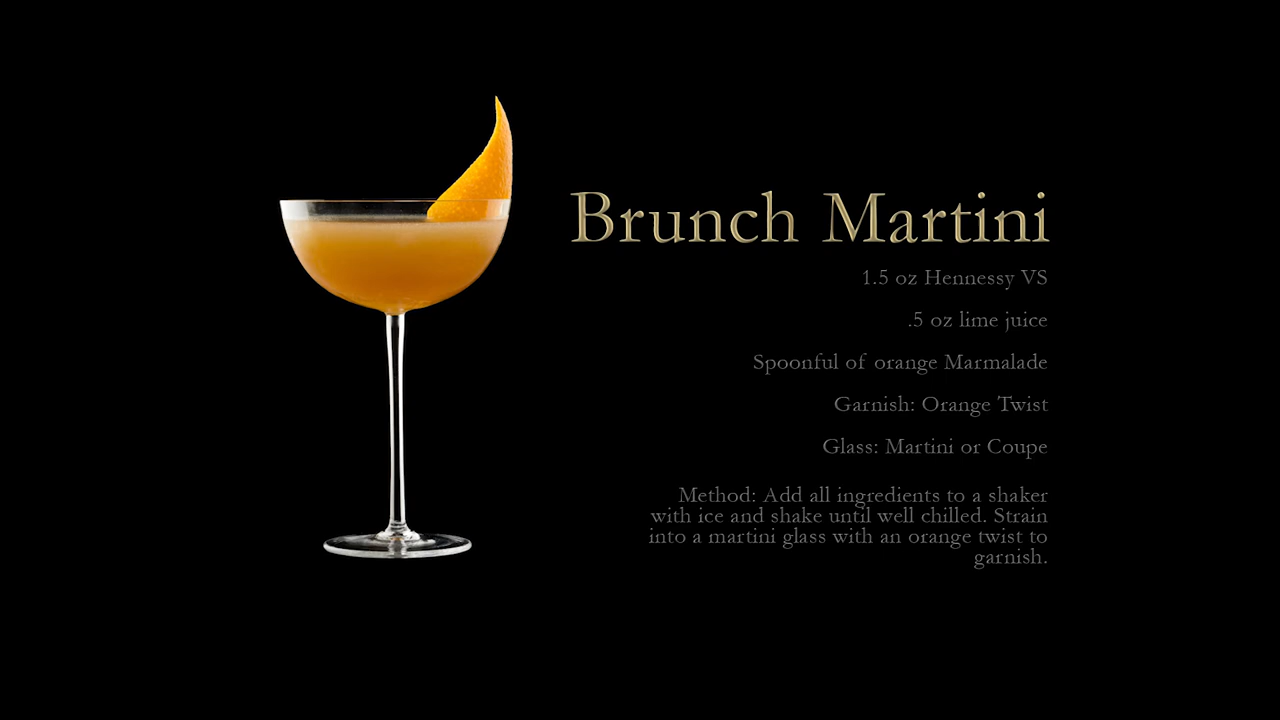 Brunch Martini
1.5 oz Hennessy VS
.5 oz lime juice
Spoonful of orange Marmalade
Garnish: Orange Twist
Glass: Martini or Coupe
Method: Add all ingredients to a shaker
with ice and shake until well chilled. Strain
into a martini glass with an orange twist to
garnish.